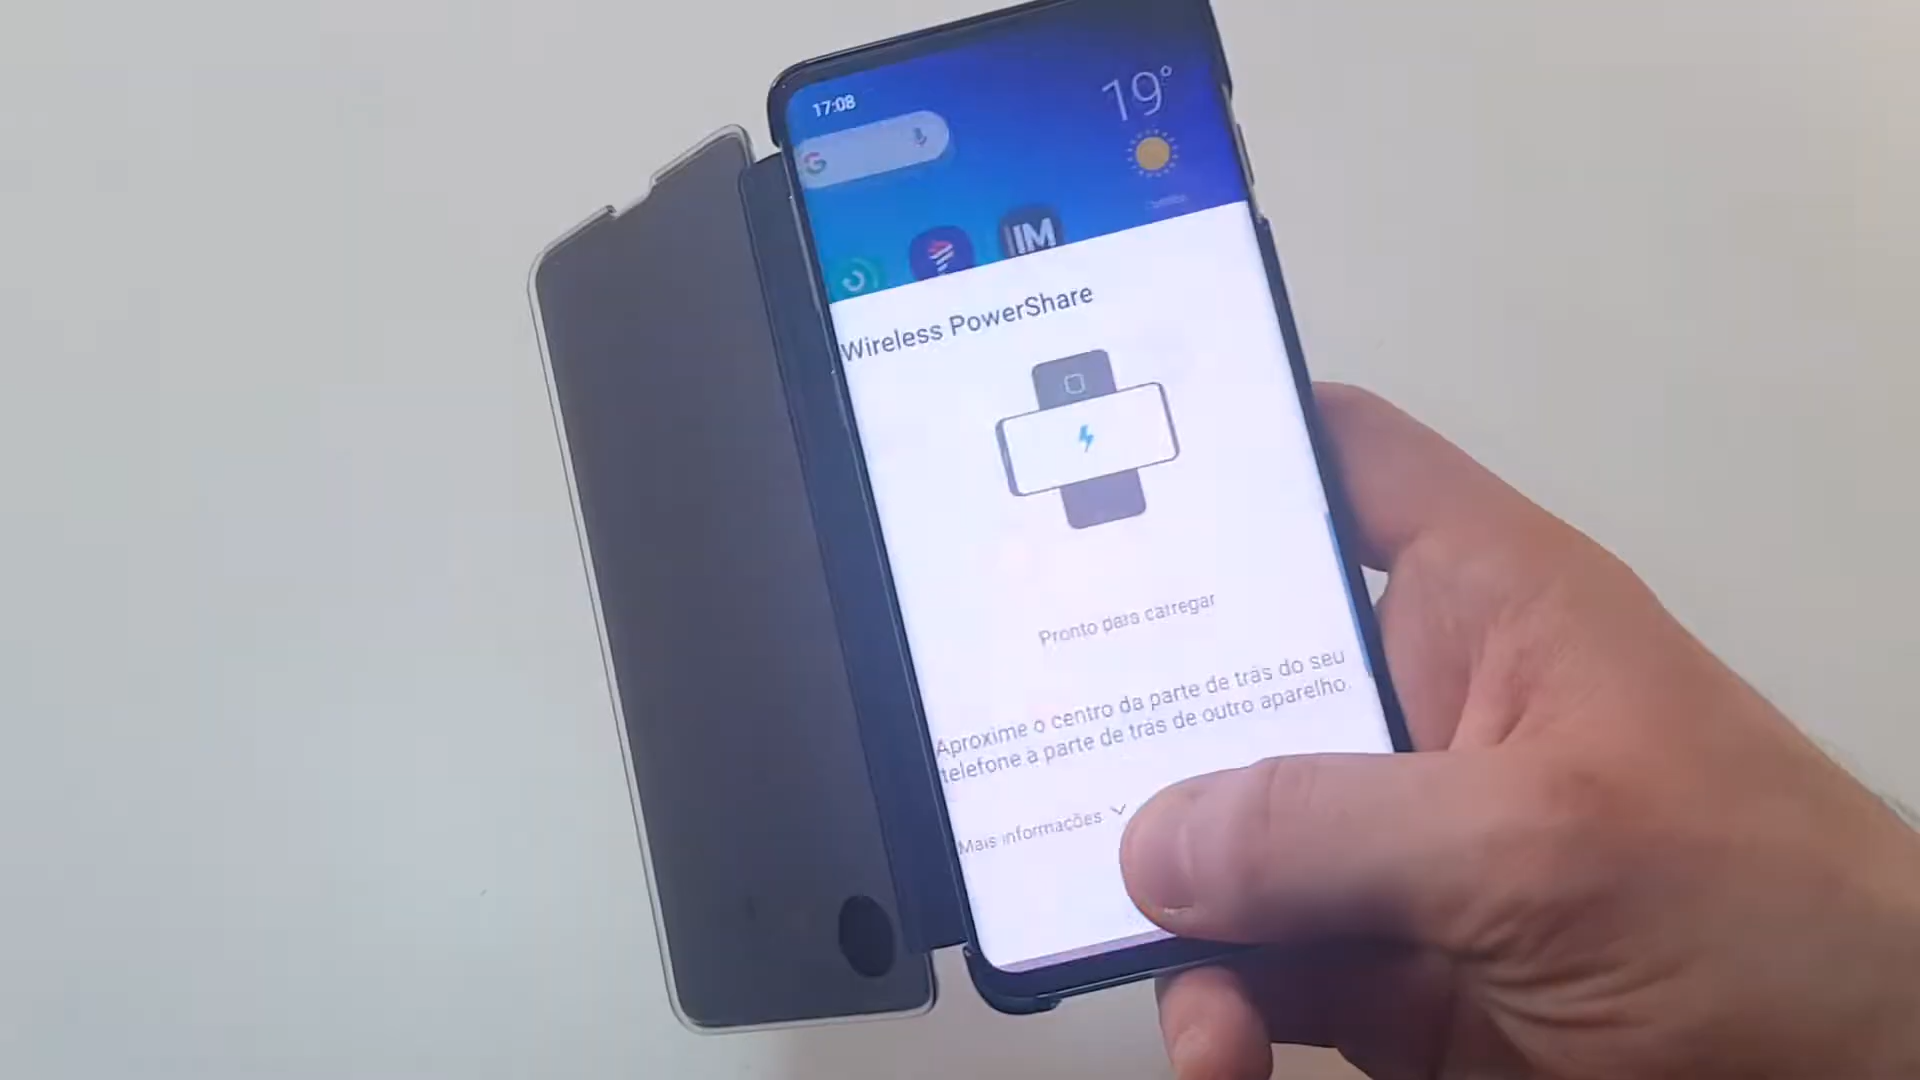 17:08
19°
G
IM
Wireless PowerShare
Pronto para carregar
Aproxime o centro da parte de trás do seu
telefone à parte de trás de outro aparelho.
Mais informações